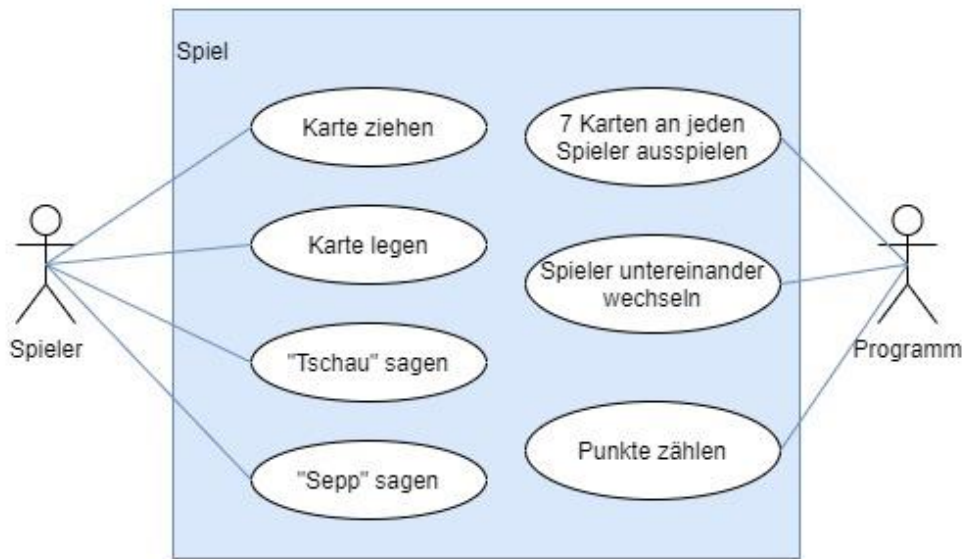 Spiel
Karte ziehen
7 Karten an jeden
Spieler ausspielen
Karte legen
Spieler untereinander
wechseln
Spieler
Programm
"Tschau" sagen
Punkte zählen
"Sepp" sagen